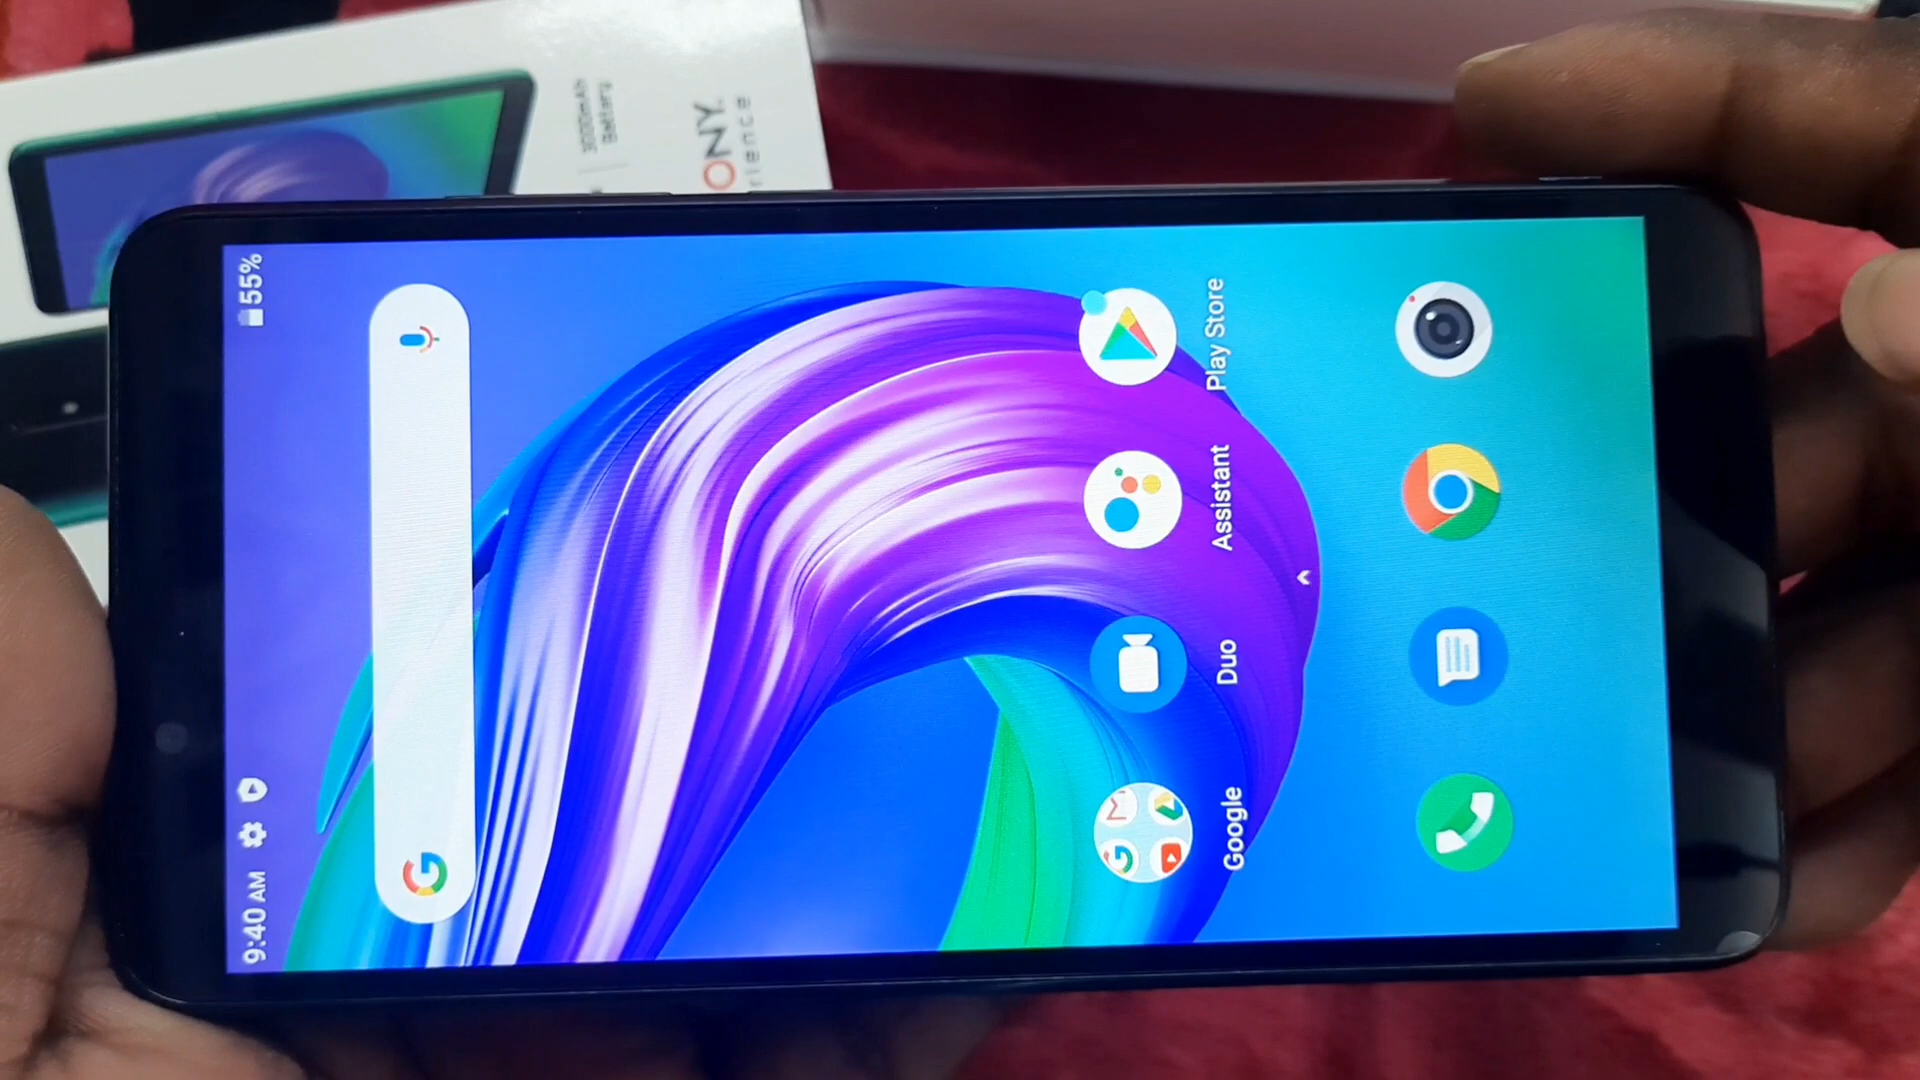 3000mAh
Battery
ONY.
rience
9:40 AM
55%
Google
Duo
Assistant
Play Store